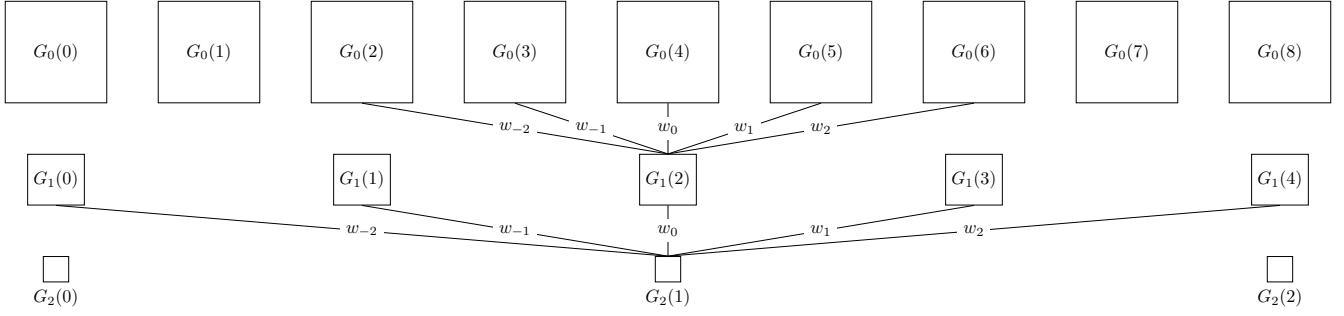 G₀(0) G₀(1) G₀(2) G₀(3) G₀(4) G₀(5) G₀(6) G₀(7) G₀(8)
w₋₂ w₋₁ w₀ w₁ w₂
G₁(0) G₁(1) G₁(2) G₁(3) G₁(4)
w₋₂ w₋₁ w₀ w₁ w₂
G₂(0) G₂(1) G₂(2)